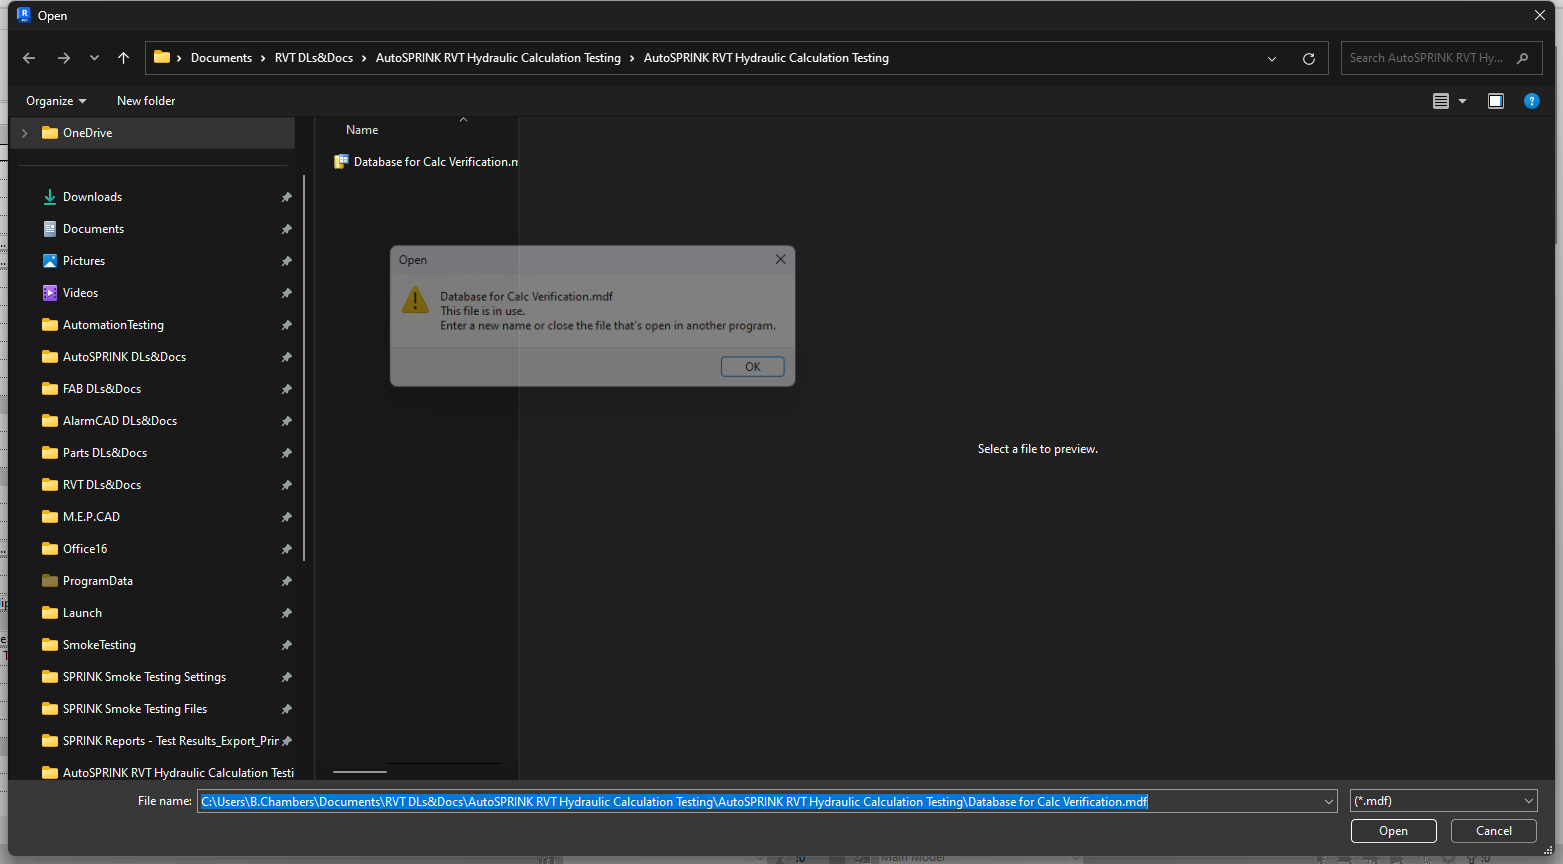 Open
Documents > RVT DLs&Docs > AutoSPRINK RVT Hydraulic Calculation Testing > AutoSPRINK RVT Hydraulic Calculation Testing
Search AutoSPRINK RVT Hy...
Organize
New folder
?
OneDrive
Downloads
Documents
Pictures
Videos
AutomationTesting
AutoSPRINK DLs&Docs
FAB DLs&Docs
AlarmCAD DLs&Docs
Parts DLs&Docs
RVT DLs&Docs
M.E.P.CAD
Office16
ProgramData
Launch
SmokeTesting
SPRINK Smoke Testing Settings
SPRINK Smoke Testing Files
SPRINK Reports - Test Results_Export_Prir
AutoSPRINK RVT Hydraulic Calculation Testi
Name
Database for Calc Verification.m
Open
Database for Calc Verification.mdf
This file is in use.
Enter a new name or close the file that's open in another program.
OK
Select a file to preview.
File name:
C:\Users\B.Chambers\Documents\RVT DLs&Docs\AutoSPRINK RVT Hydraulic Calculation Testing\AutoSPRINK RVT Hydraulic Calculation Testing\Database for Calc Verification.mdf
(*.mdf)
Open
Cancel
:0
Main Model
:0